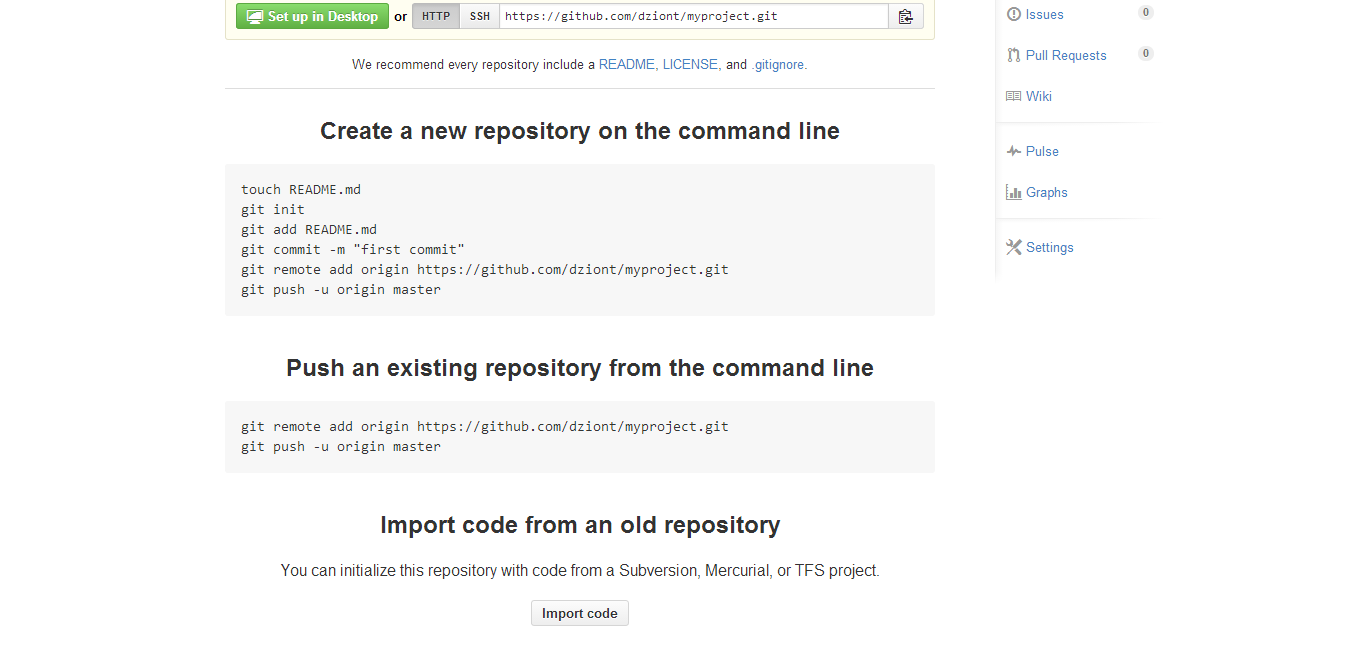 Set up in Desktop or HTTP SSH https://github.com/dziont/myproject.git
We recommend every repository include a README, LICENSE, and .gitignore.
Create a new repository on the command line
touch README.md
git init
git add README.md
git commit -m "first commit"
git remote add origin https://github.com/dziont/myproject.git
git push -u origin master
Push an existing repository from the command line
git remote add origin https://github.com/dziont/myproject.git
git push -u origin master
Import code from an old repository
You can initialize this repository with code from a Subversion, Mercurial, or TFS project.
Import code
Issues 0
Pull Requests 0
Wiki
Pulse
Graphs
Settings